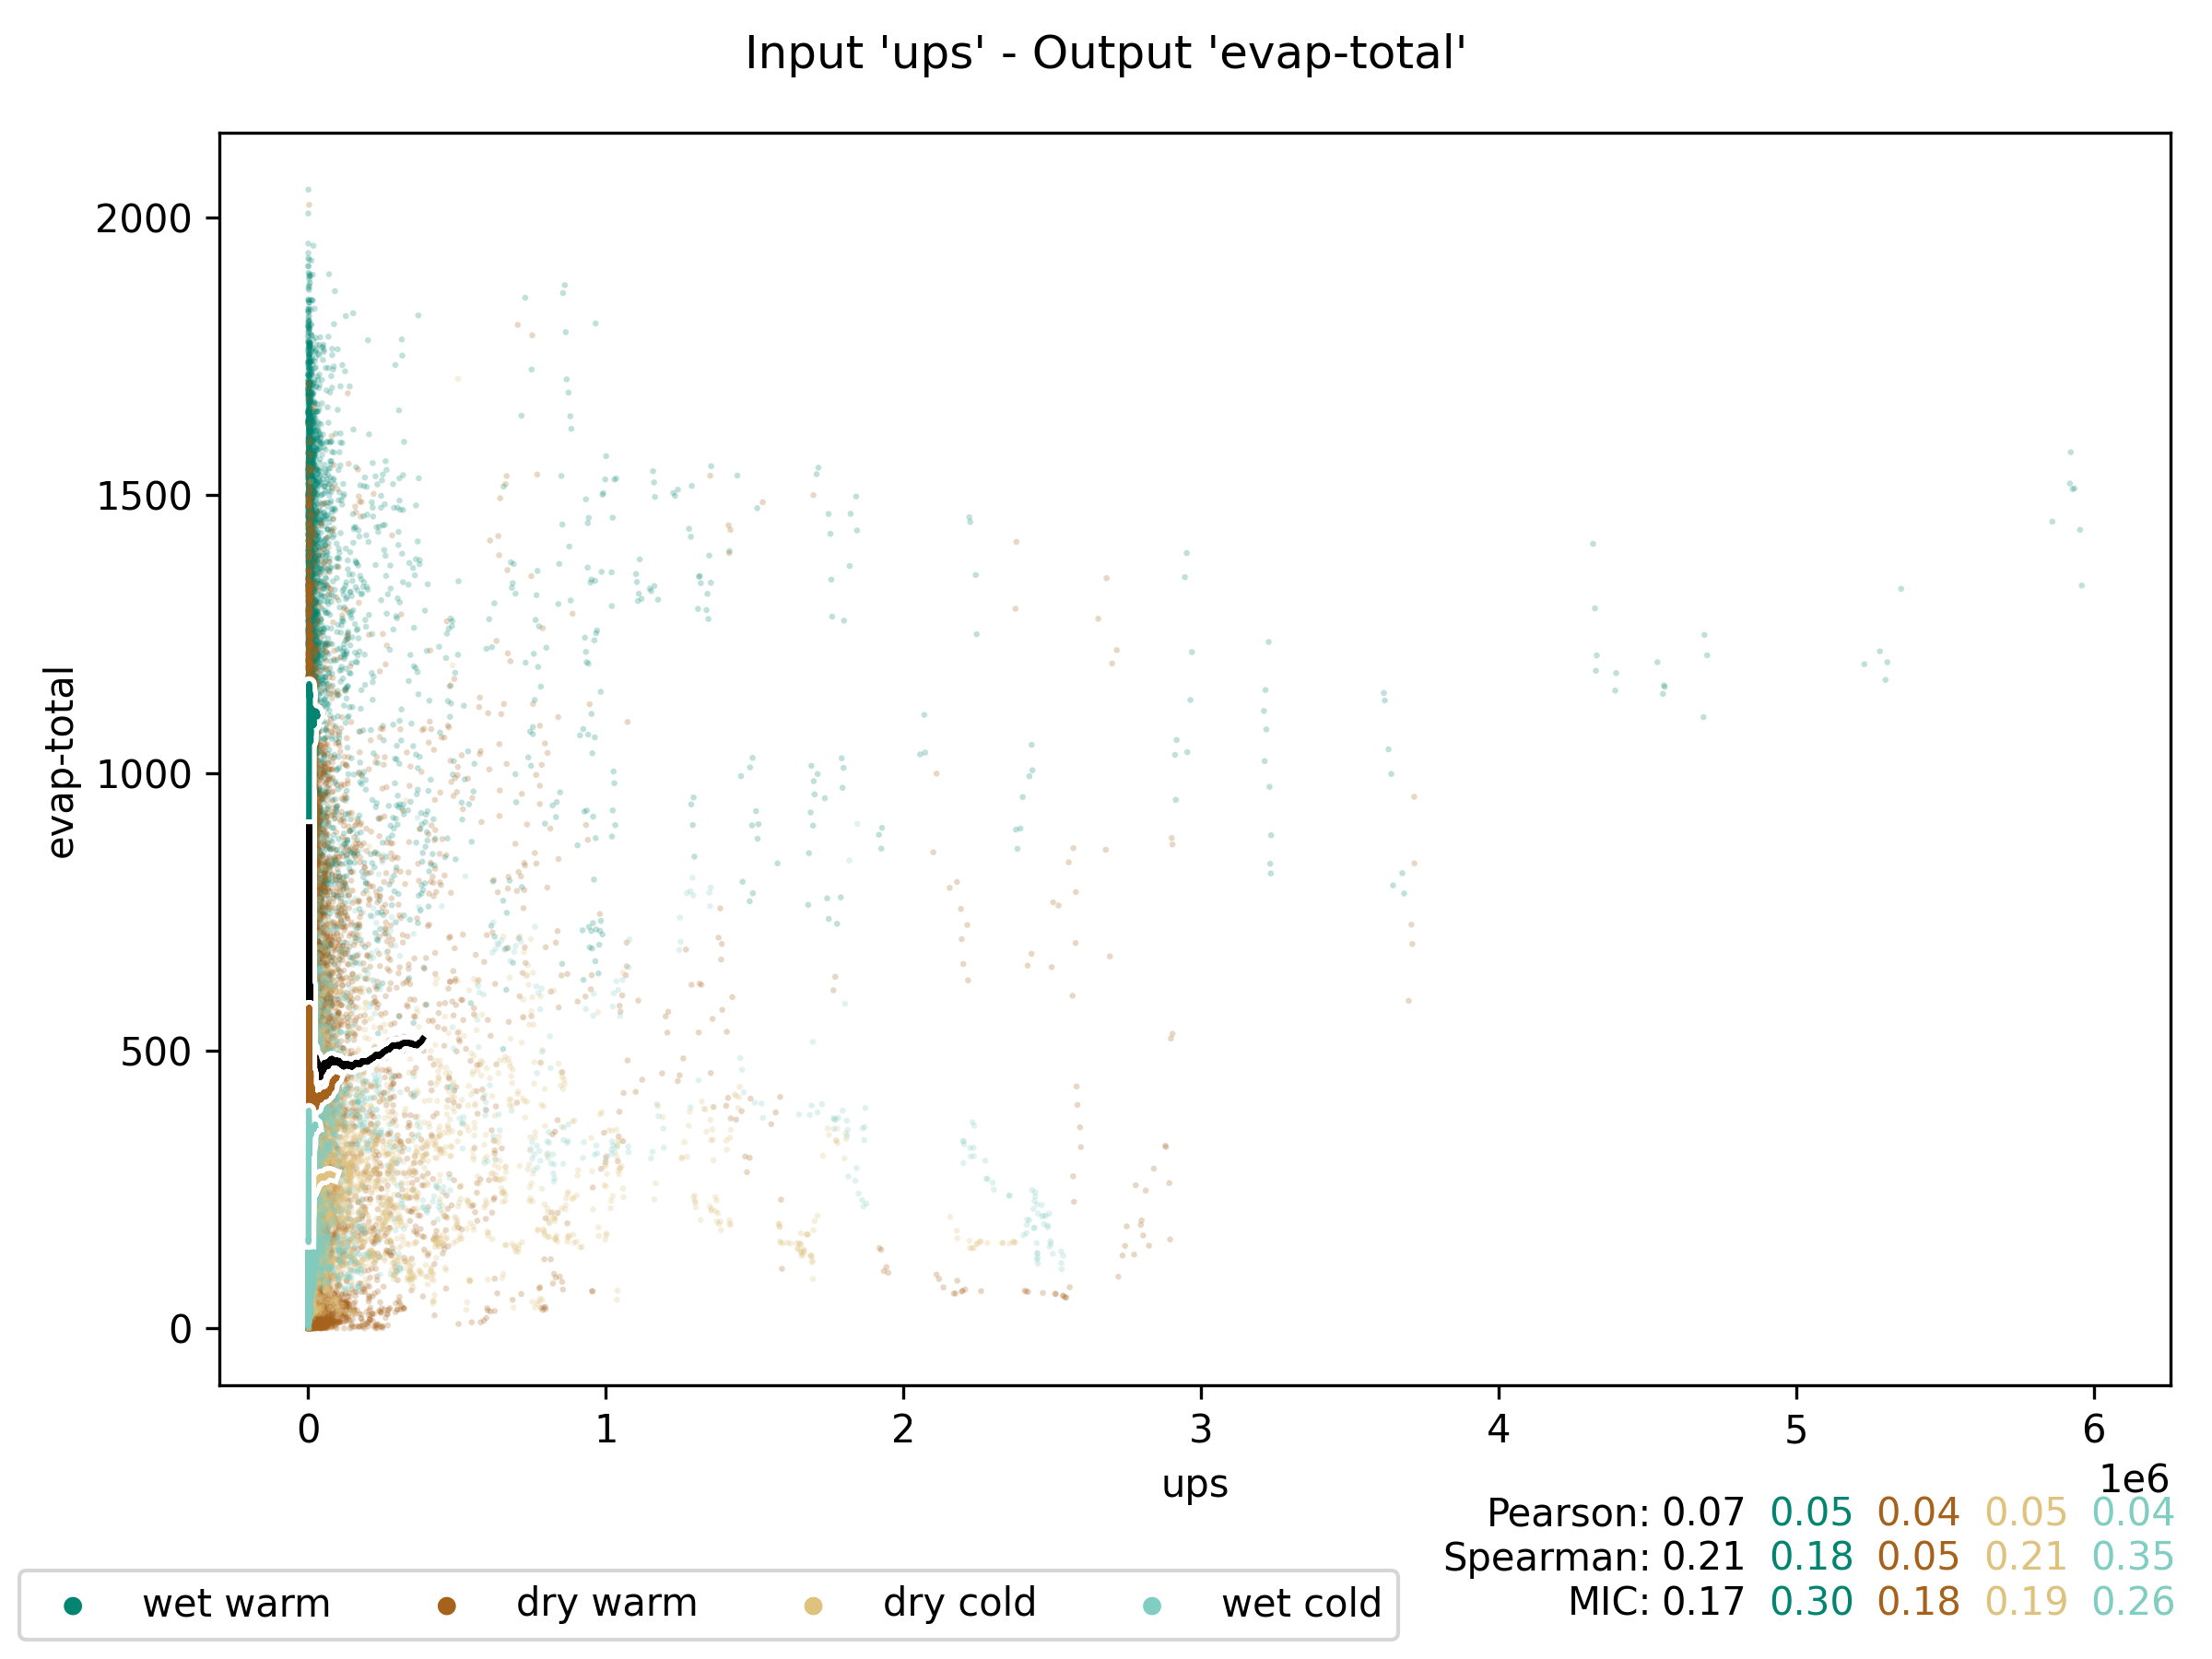 Input 'ups' - Output 'evap-total'
2000
1500
1000
500
0
evap-total
0 1 2 3 4 5 6
ups
1e6
Pearson: 0.07 0.05 0.04 0.05 0.04
Spearman: 0.21 0.18 0.05 0.21 0.35
MIC: 0.17 0.30 0.18 0.19 0.26
wet warm dry warm dry cold wet cold